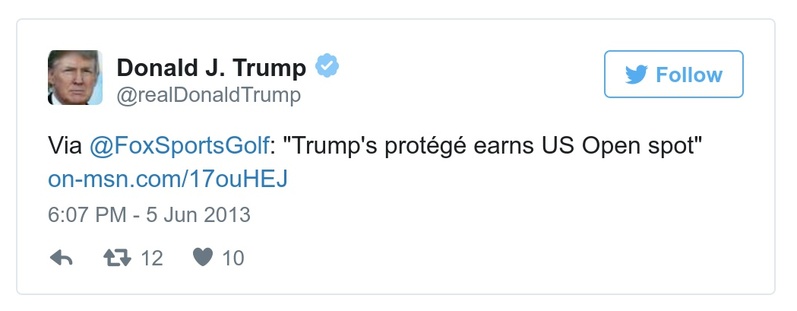 Donald J. Trump
@realDonaldTrump
Follow
Via @FoxSportsGolf: "Trump's protégé earns US Open spot"
on-msn.com/17ouHEJ
6:07 PM - 5 Jun 2013
12 10